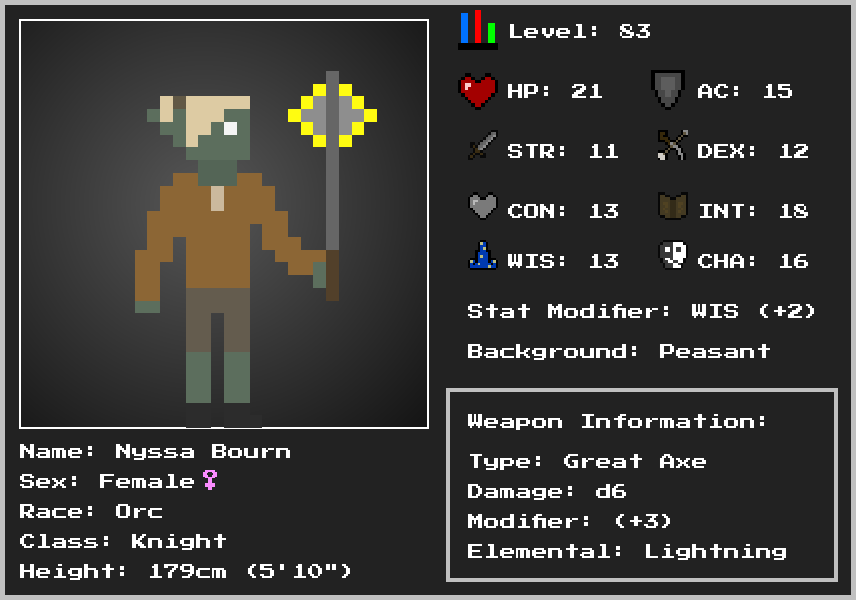 Level: 83
HP: 21 AC: 15
STR: 11 DEX: 12
CON: 13 INT: 18
WIS: 13 CHA: 16
Stat Modifier: WIS (+2)
Background: Peasant
Weapon Information:
Type: Great Axe
Damage: d6
Modifier: (+3)
Elemental: Lightning
Name: Nyssa Bourn
Sex: Female♀
Race: Orc
Class: Knight
Height: 179cm (5'10")